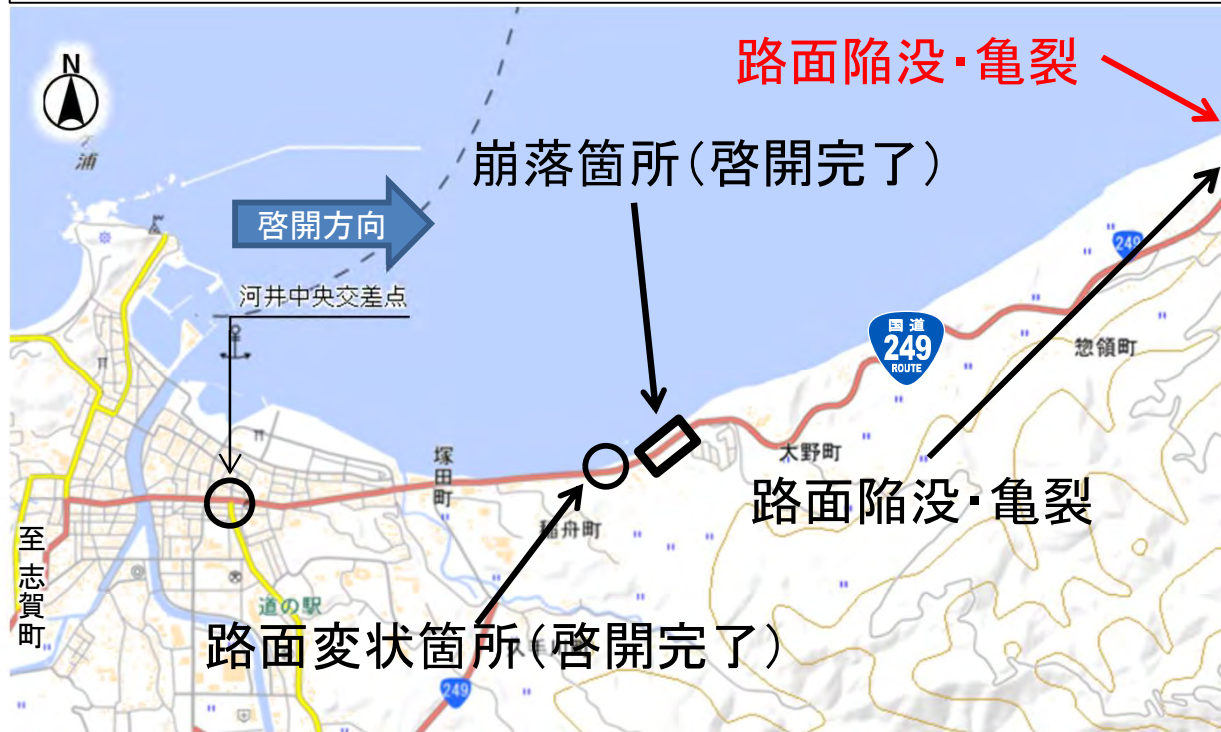 路面陥没・亀裂
N
浦
崩落箇所(啓開完了)
啓開方向
249
河井中央交差点
国道
249
ROUTE
惣領町
塚田町
大野町
路面陥没・亀裂
稲舟町
至 志賀町
道の駅
路面変状箇所(啓開完了)
249